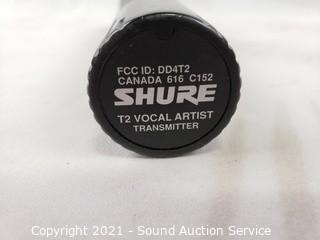 FCC ID: DD4T2
CANADA 616 C152
SHURE
T2 VOCAL ARTIST
TRANSMITTER
Copyright 2021 - Sound Auction Service